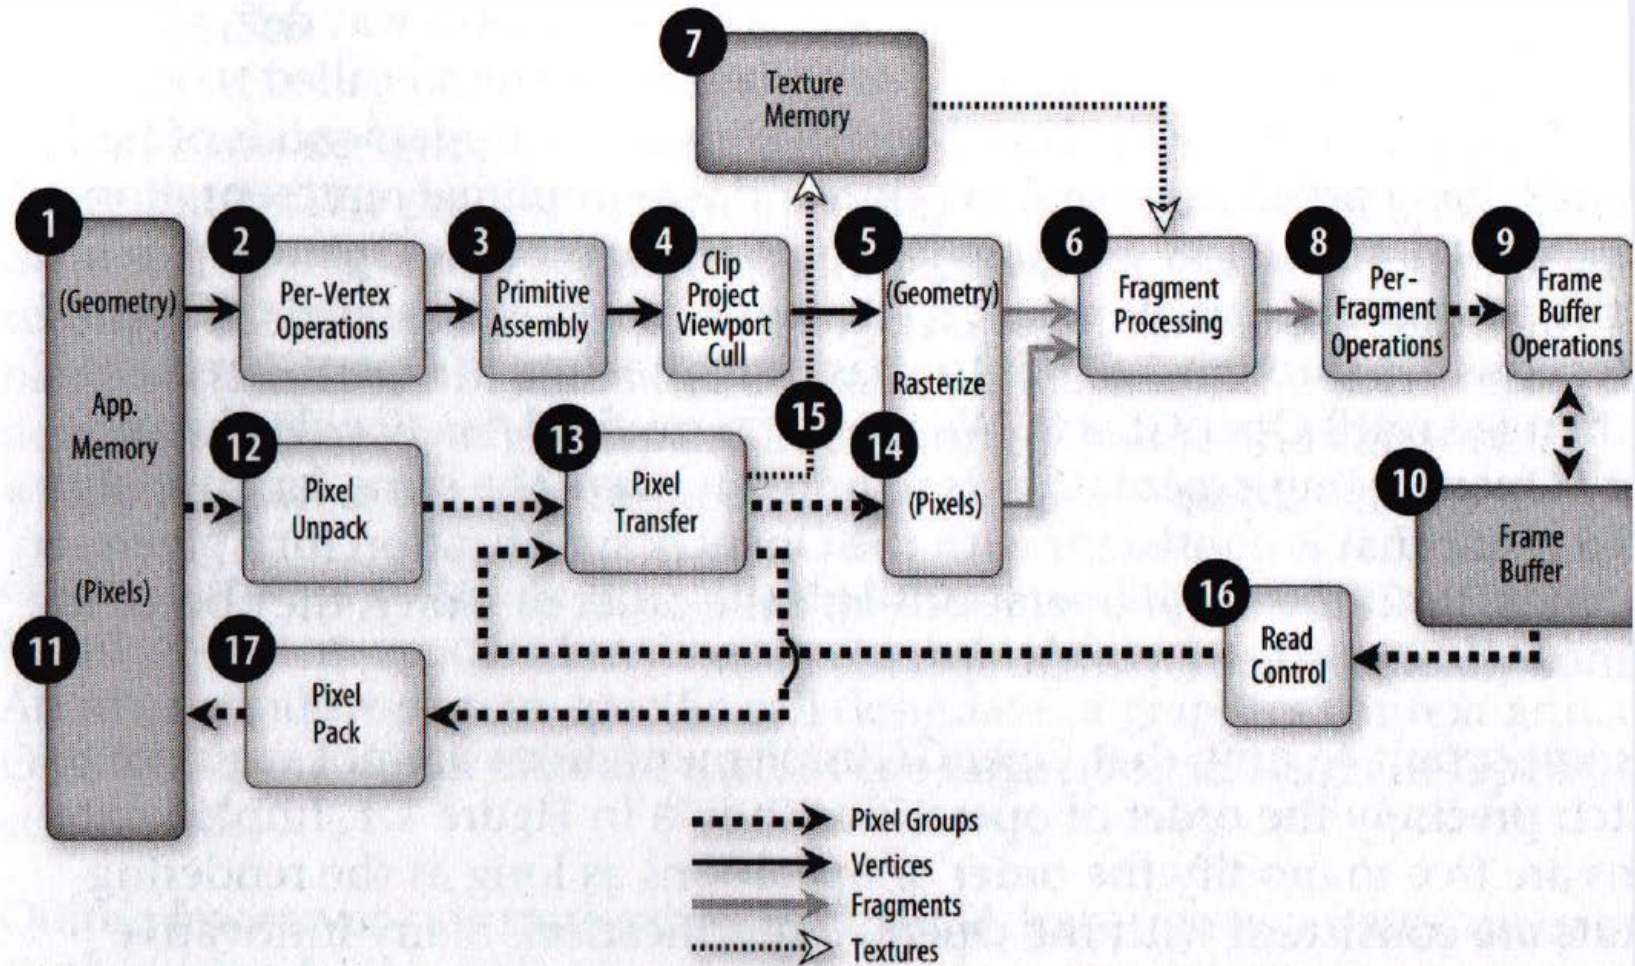 7
Texture
Memory
1
2
3
4
5
6
8
9
(Geometry)
Per-Vertex
Operations
Primitive
Assembly
Clip
Project
Viewport
Cull
(Geometry)
Fragment
Processing
Per-
Fragment
Operations
Frame
Buffer
Operations
App.
Memory
Rasterize
15
12
13
14
10
Pixel
Unpack
Pixel
Transfer
(Pixels)
Frame
Buffer
(Pixels)
16
Read
Control
11
17
Pixel
Pack
Pixel Groups
Vertices
Fragments
Textures